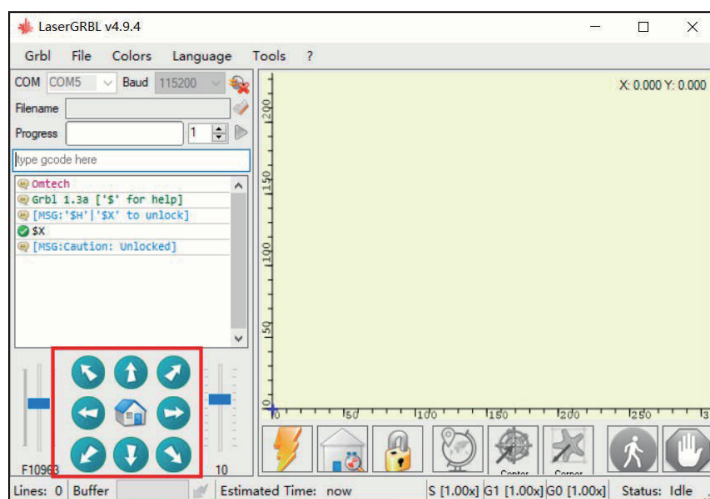 LaserGRBL v4.9.4
Grbl File Colors Language Tools ?
COM COM5 Baud 115200
Filename
Progress 1
type gcode here
Omtech
Grbl 1.3a ['$' for help]
[MSG:'$H'|'$X' to unlock]
$X
[MSG:Caution: Unlocked]
F10963 10
X: 0.000 Y: 0.000
200
150
100
50
0
0 50 100 150 200 250
Center Corner
Lines: 0 Buffer Estimated Time: now S [1.00x] G1 [1.00x] G0 [1.00x] Status: Idle